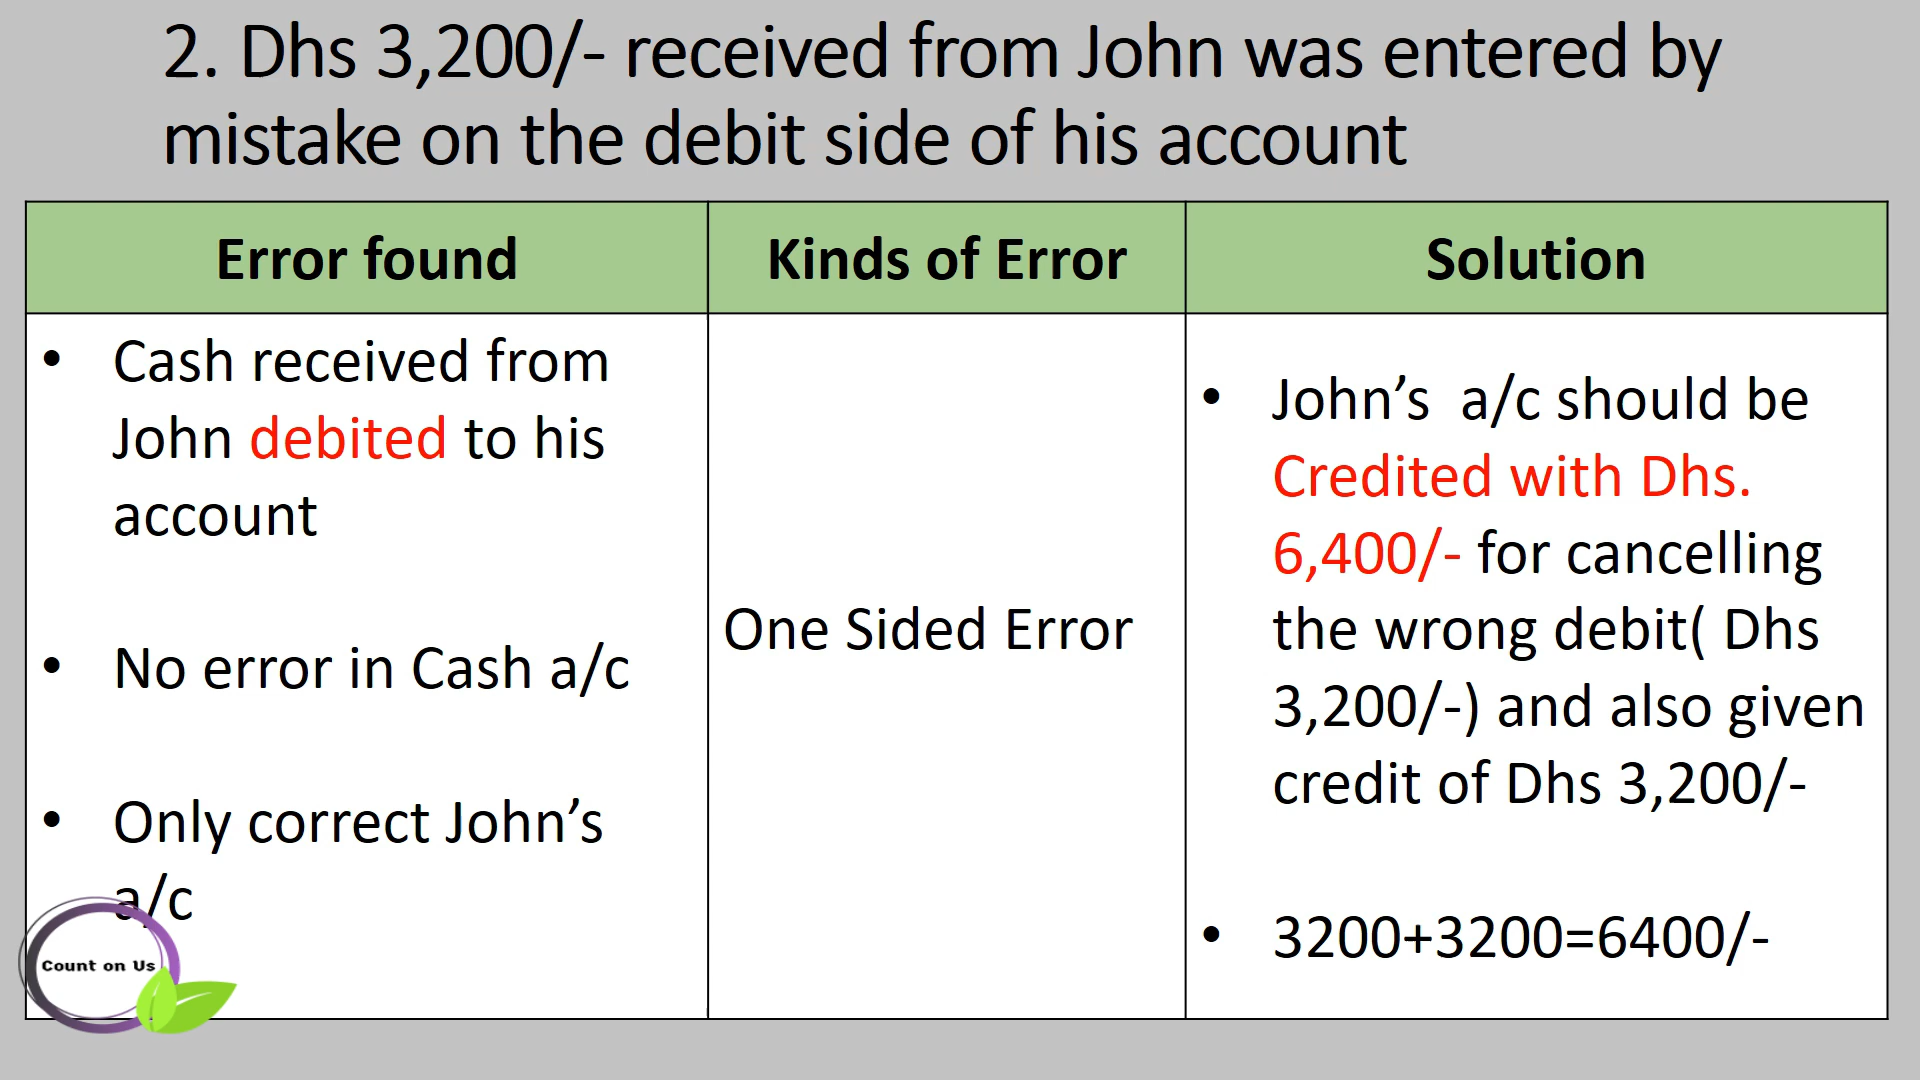 2. Dhs 3,200/- received from John was entered by
mistake on the debit side of his account
Error found
Kinds of Error
Solution
• Cash received from
John debited to his
account
• No error in Cash a/c
• Only correct John’s
a/c
One Sided Error
• John’s  a/c should be
Credited with Dhs.
6,400/- for cancelling
the wrong debit( Dhs
3,200/-) and also given
credit of Dhs 3,200/-
• 3200+3200=6400/-
Count on Us